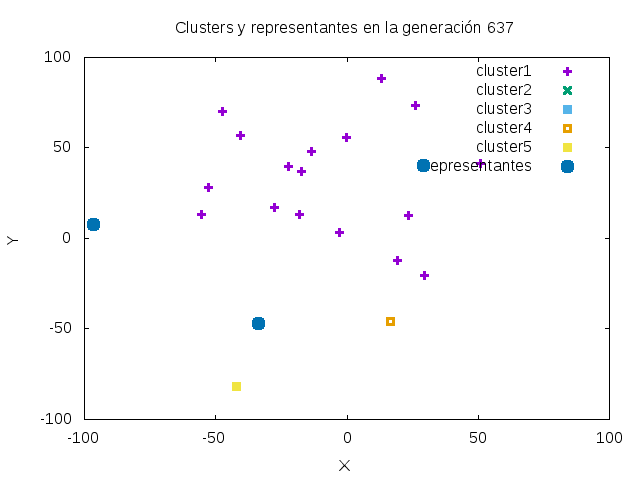 Clusters y representantes en la generación 637
100
cluster1
cluster2
cluster3
cluster4
50
cluster5
representantes
0
Y
-50
-100
-100 -50 0 50 100
X